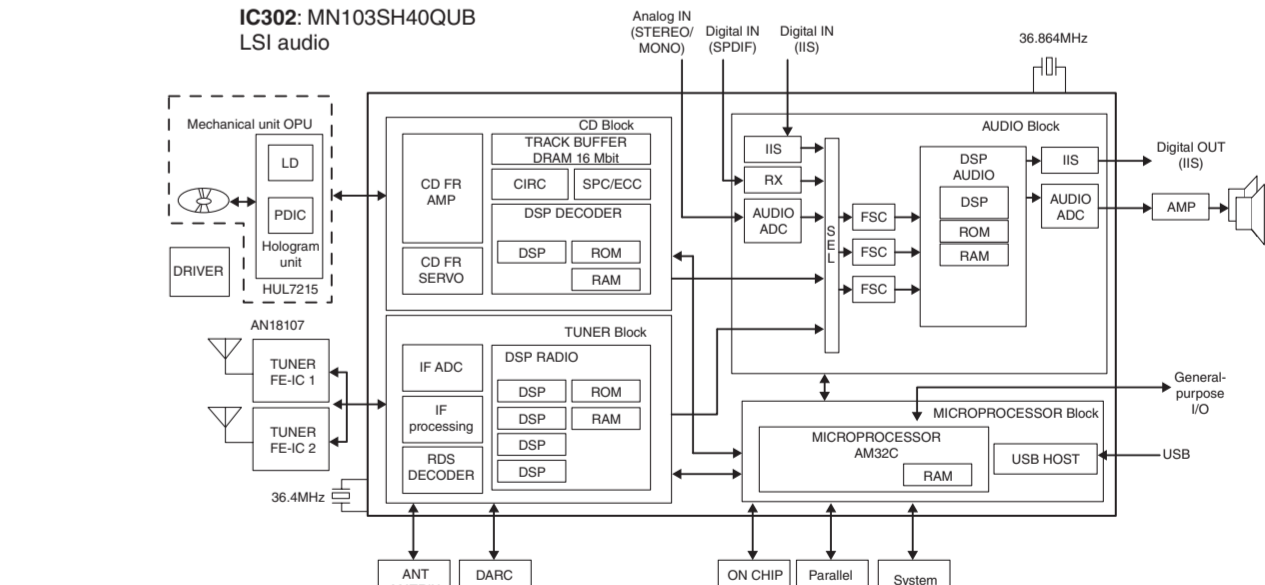 IC302: MN103SH40QUB
LSI audio
Analog IN
(STEREO/
MONO)
Digital IN
(SPDIF)
Digital IN
(IIS)
36.864MHz
Mechanical unit OPU
LD
PDIC
Hologram
unit
HUL7215
DRIVER
CD Block
CD FR
AMP
TRACK BUFFER
DRAM 16 Mbit
CIRC
SPC/ECC
DSP DECODER
DSP
ROM
RAM
CD FR
SERVO
AUDIO Block
IIS
RX
AUDIO
ADC
SEL
FSC
FSC
FSC
DSP
AUDIO
DSP
ROM
RAM
IIS
AUDIO
ADC
Digital OUT
(IIS)
AMP
AN18107
TUNER
FE-IC 1
TUNER
FE-IC 2
36.4MHz
TUNER Block
IF ADC
IF
processing
RDS
DECODER
DSP RADIO
DSP
ROM
DSP
RAM
DSP
DSP
General-
purpose
I/O
MICROPROCESSOR Block
MICROPROCESSOR
AM32C
RAM
USB HOST
USB
ANT
DARC
ON CHIP
Parallel
System